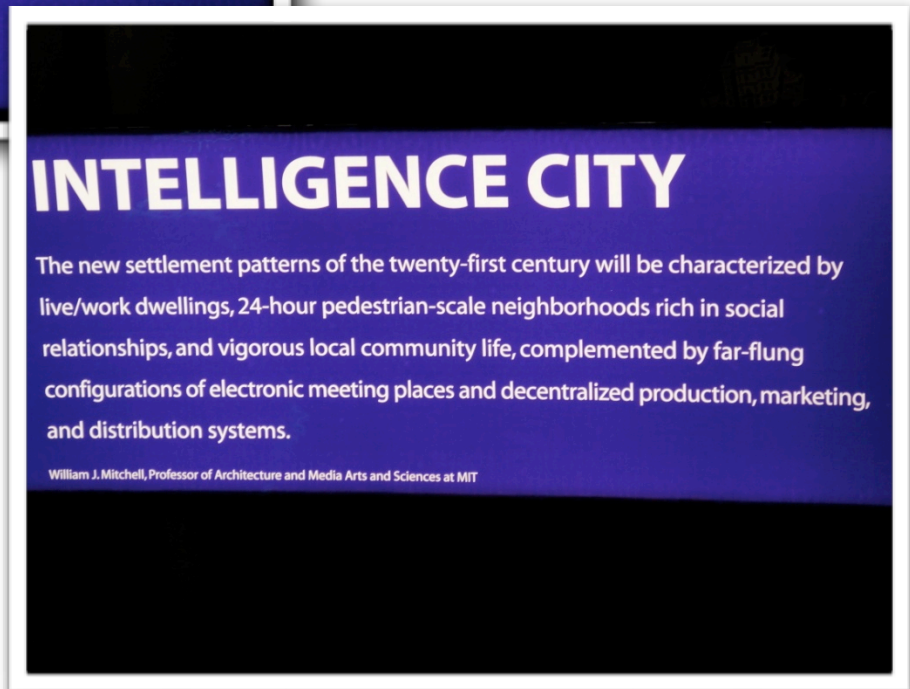 INTELLIGENCE CITY
The new settlement patterns of the twenty-first century will be characterized by
live/work dwellings, 24-hour pedestrian-scale neighborhoods rich in social
relationships, and vigorous local community life, complemented by far-flung
configurations of electronic meeting places and decentralized production, marketing,
and distribution systems.
William J. Mitchell, Professor of Architecture and Media Arts and Sciences at MIT